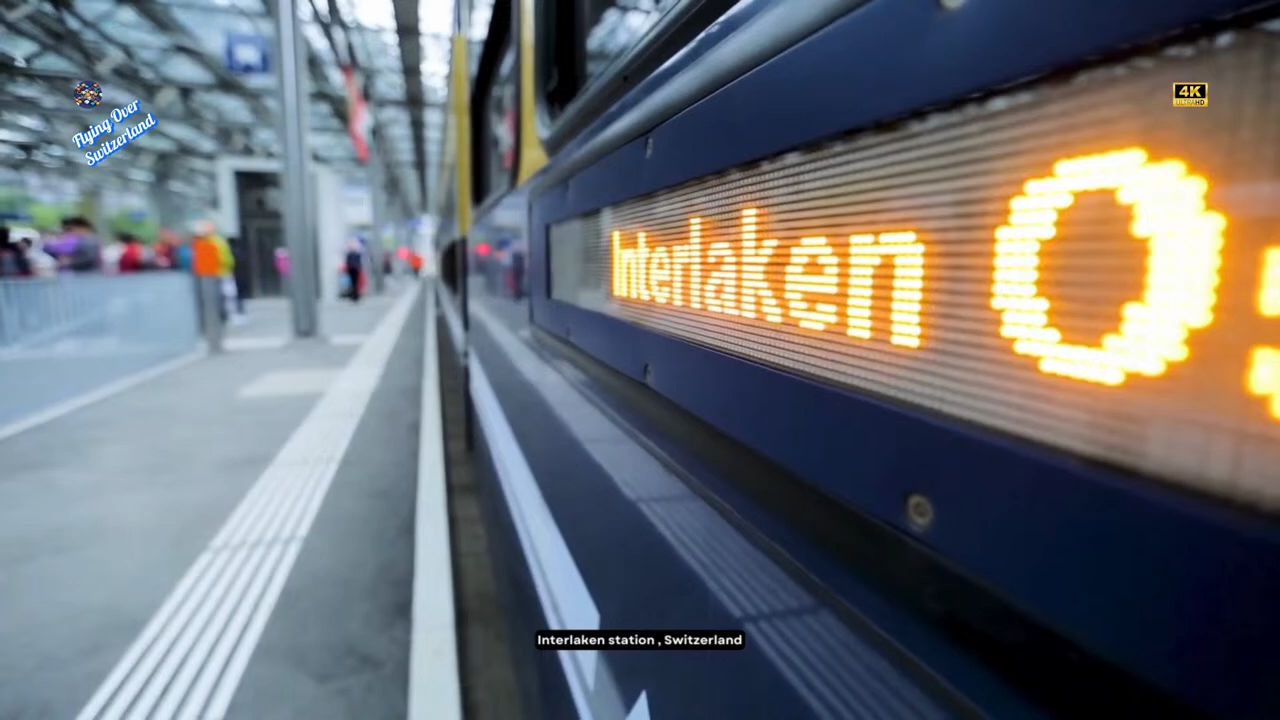 Flying Over
Switzerland
4K
ULTRA HD
Interlaken O
Interlaken station , Switzerland